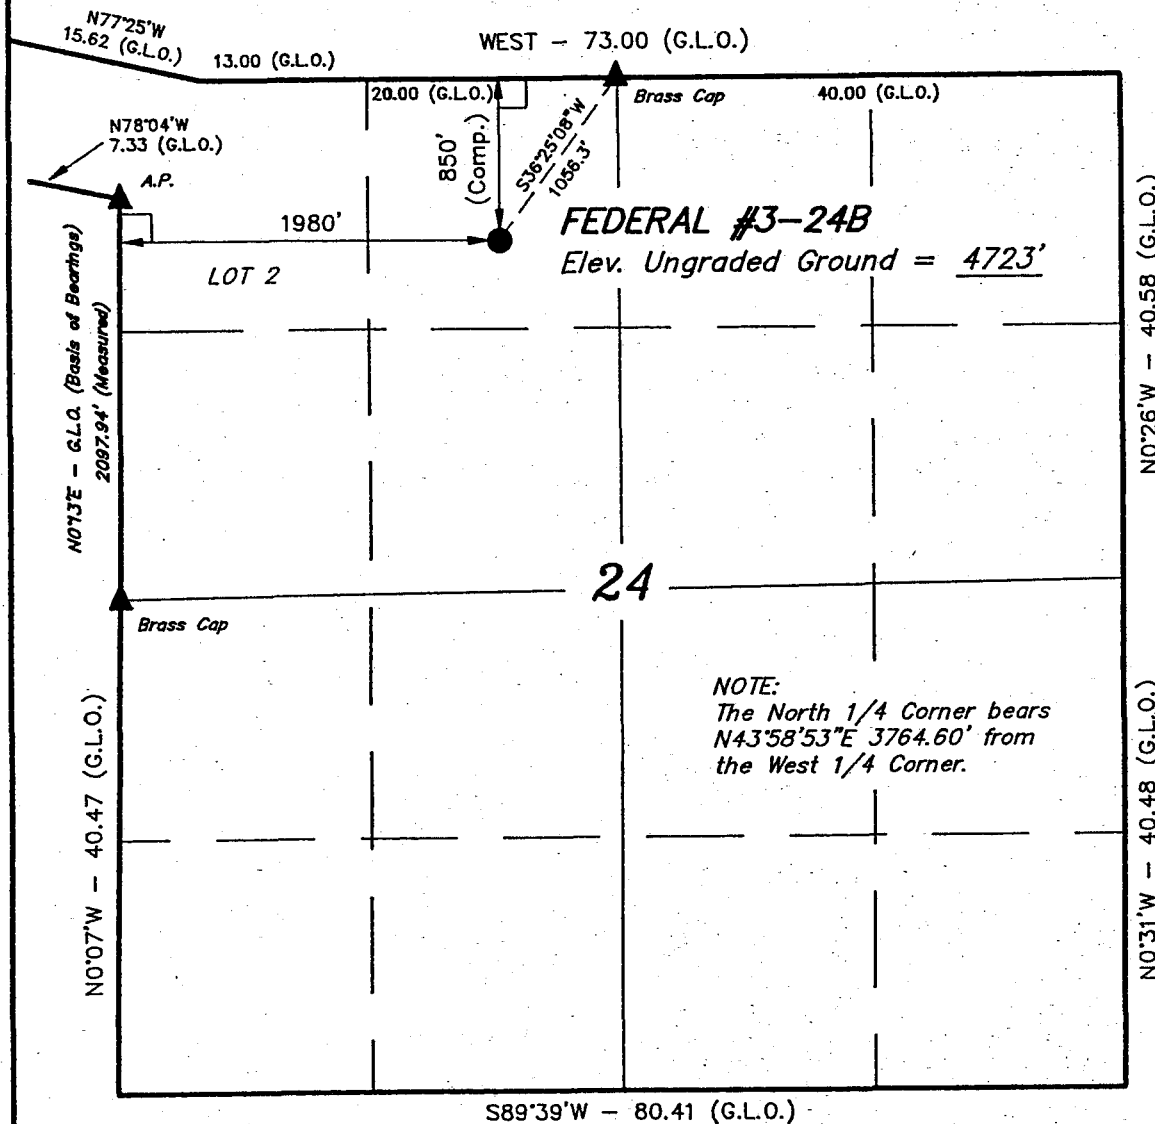 N77°25'W
15.62 (G.L.O.)
13.00 (G.L.O.)
WEST – 73.00 (G.L.O.)
20.00 (G.L.O.)
Brass Cap
40.00 (G.L.O.)
N78°04'W
7.33 (G.L.O.)
A.P.
850'
(Comp.)
S36°25'08"W
1056.3'
1980'
LOT 2
FEDERAL #3-24B
Elev. Ungraded Ground = 4723'
N0°13'E – G.L.O. (Basis of Bearings)
2097.94' (Measured)
N0°26'W – 40.58 (G.L.O.)
24
Brass Cap
NOTE:
The North 1/4 Corner bears
N43°58'53"E 3764.60' from
the West 1/4 Corner.
N0°07'W – 40.47 (G.L.O.)
N0°31'W – 40.48 (G.L.O.)
S89°39'W – 80.41 (G.L.O.)